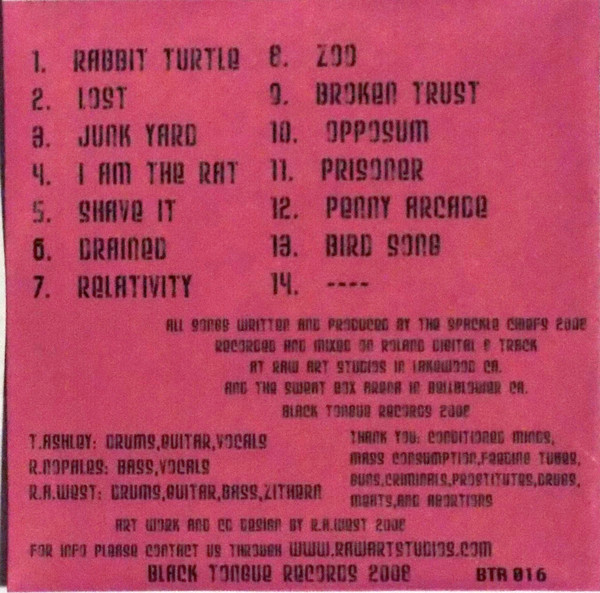 1. RABBIT TURTLE
2. LOST
3. JUNK YARD
4. I AM THE RAT
5. SHAVE IT
6. DRAINED
7. RELATIVITY
8. ZOO
9. BROKEN TRUST
10. OPPOSUM
11. PRISONER
12. PENNY ARCADE
13. BIRD SONG
14. ----
ALL SONGS WRITTEN AND PRODUCED BY THE SPACKLE CHIEFS 2008
RECORDED AND MIXED ON ROLAND DIGITAL 8 TRACK
AT RAW ART STUDIOS IN LAKEWOOD CA.
AND THE SWEAT BOX ARENA IN BELLFLOWER CA.
BLACK TONGUE RECORDS 2008
T.ASHLEY: DRUMS,GUITAR,VOCALS
R.NOPALES: BASS,VOCALS
R.A.WEST: DRUMS,GUITAR,BASS,ZITHERN
THANK YOU: CONDITIONED MINDS,
MASS CONSUMPTION,FEEDING TUBES,
GUNS,CRIMINALS,PROSTITUTES,DRUGS,
MEATS,AND ABORTIONS
ART WORK AND CD DESIGN BY R.A.WEST 2008
FOR INFO PLEASE CONTACT US THROUGH WWW.RAWARTSTUDIOS.COM
BLACK TONGUE RECORDS 2008 BTR 016